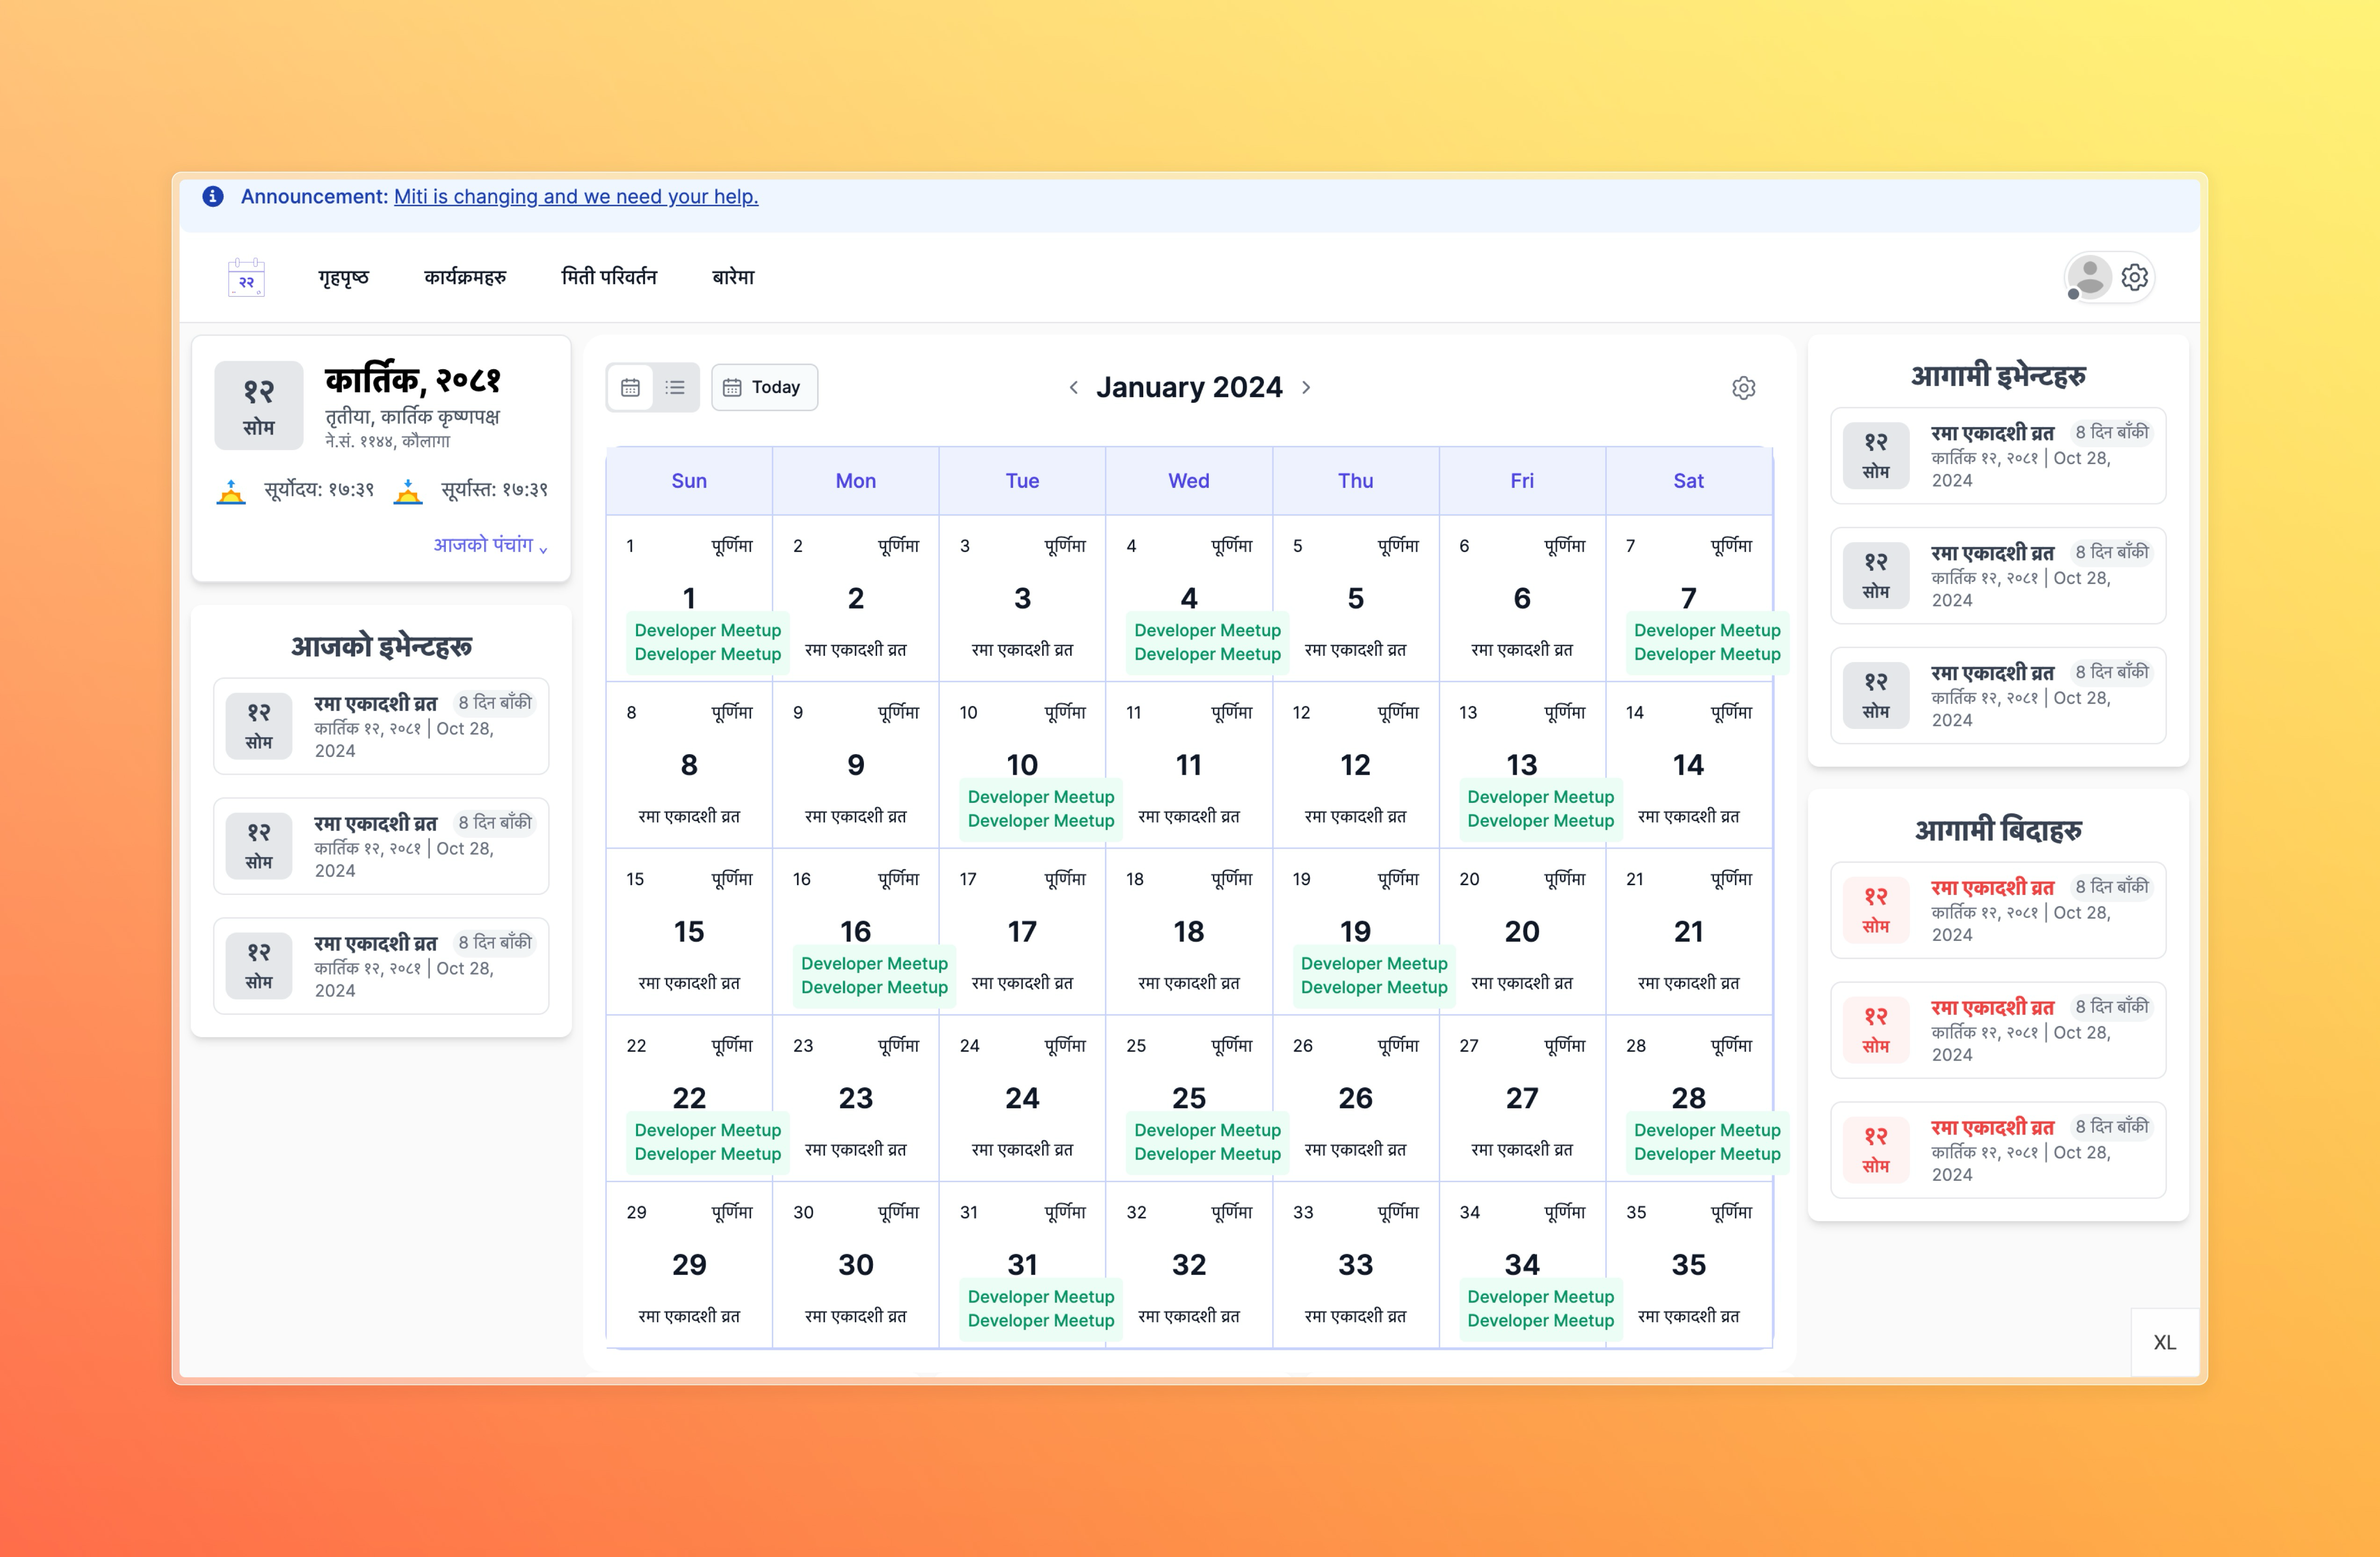 Announcement: Miti is changing and we need your help.
२२
गृहपृष्ठ
कार्यक्रमहरु
मिती परिवर्तन
बारेमा
१२
सोम
कार्तिक, २०८१
तृतीया, कार्तिक कृष्णपक्ष
ने.सं. ११४४, कौलागा
सूर्योदय: १७:३९
सूर्यास्त: १७:३९
आजको पंचांग
आजको इभेन्टहरू
१२
सोम
रमा एकादशी व्रत 8 दिन बाँकी
कार्तिक १२, २०८१ | Oct 28,
2024
१२
सोम
रमा एकादशी व्रत 8 दिन बाँकी
कार्तिक १२, २०८१ | Oct 28,
2024
१२
सोम
रमा एकादशी व्रत 8 दिन बाँकी
कार्तिक १२, २०८१ | Oct 28,
2024
Today
January 2024
Sun Mon Tue Wed Thu Fri Sat
1 पूर्णिमा 2 पूर्णिमा 3 पूर्णिमा 4 पूर्णिमा 5 पूर्णिमा 6 पूर्णिमा 7 पूर्णिमा
1 2 3 4 5 6 7
Developer Meetup Developer Meetup Developer Meetup
Developer Meetup रमा एकादशी व्रत रमा एकादशी व्रत Developer Meetup रमा एकादशी व्रत रमा एकादशी व्रत Developer Meetup
8 पूर्णिमा 9 पूर्णिमा 10 पूर्णिमा 11 पूर्णिमा 12 पूर्णिमा 13 पूर्णिमा 14 पूर्णिमा
8 9 10 11 12 13 14
Developer Meetup Developer Meetup
रमा एकादशी व्रत रमा एकादशी व्रत Developer Meetup रमा एकादशी व्रत रमा एकादशी व्रत Developer Meetup रमा एकादशी व्रत
15 पूर्णिमा 16 पूर्णिमा 17 पूर्णिमा 18 पूर्णिमा 19 पूर्णिमा 20 पूर्णिमा 21 पूर्णिमा
15 16 17 18 19 20 21
Developer Meetup Developer Meetup
रमा एकादशी व्रत Developer Meetup रमा एकादशी व्रत रमा एकादशी व्रत Developer Meetup रमा एकादशी व्रत रमा एकादशी व्रत
22 पूर्णिमा 23 पूर्णिमा 24 पूर्णिमा 25 पूर्णिमा 26 पूर्णिमा 27 पूर्णिमा 28 पूर्णिमा
22 23 24 25 26 27 28
Developer Meetup Developer Meetup Developer Meetup
Developer Meetup रमा एकादशी व्रत रमा एकादशी व्रत Developer Meetup रमा एकादशी व्रत रमा एकादशी व्रत Developer Meetup
29 पूर्णिमा 30 पूर्णिमा 31 पूर्णिमा 32 पूर्णिमा 33 पूर्णिमा 34 पूर्णिमा 35 पूर्णिमा
29 30 31 32 33 34 35
Developer Meetup Developer Meetup
रमा एकादशी व्रत रमा एकादशी व्रत Developer Meetup रमा एकादशी व्रत रमा एकादशी व्रत Developer Meetup रमा एकादशी व्रत
आगामी इभेन्टहरु
१२
सोम
रमा एकादशी व्रत 8 दिन बाँकी
कार्तिक १२, २०८१ | Oct 28,
2024
१२
सोम
रमा एकादशी व्रत 8 दिन बाँकी
कार्तिक १२, २०८१ | Oct 28,
2024
१२
सोम
रमा एकादशी व्रत 8 दिन बाँकी
कार्तिक १२, २०८१ | Oct 28,
2024
आगामी बिदाहरु
१२
सोम
रमा एकादशी व्रत 8 दिन बाँकी
कार्तिक १२, २०८१ | Oct 28,
2024
१२
सोम
रमा एकादशी व्रत 8 दिन बाँकी
कार्तिक १२, २०८१ | Oct 28,
2024
१२
सोम
रमा एकादशी व्रत 8 दिन बाँकी
कार्तिक १२, २०८१ | Oct 28,
2024
XL